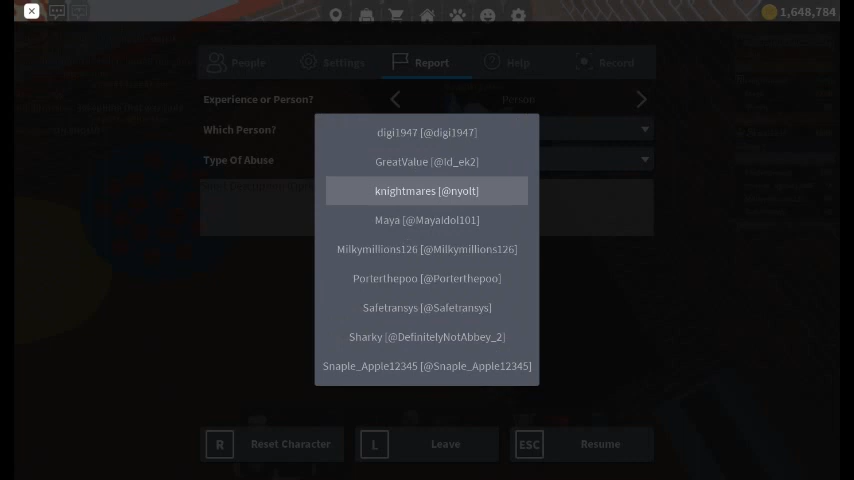 1,648,784
People
Settings
Report
Help
Record
Experience or Person?
Person
Which Person?
Type Of Abuse
digi1947 [@digi1947]
GreatValue [@Id_ek2]
knightmares [@nyolt]
Maya [@MayaIdol101]
Milkymillions126 [@Milkymillions126]
Porterthepoo [@Porterthepoo]
Safetransys [@Safetransys]
Sharky [@DefinitelyNotAbbey_2]
Snaple_Apple12345 [@Snaple_Apple12345]
R Reset Character
L Leave
ESC Resume